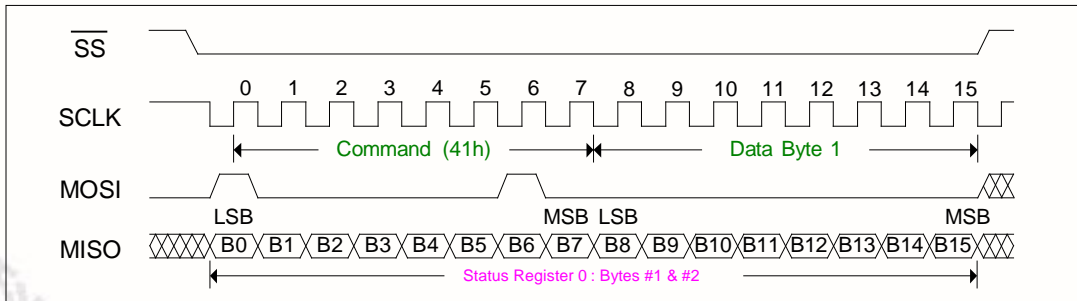 SS
0 1 2 3 4 5 6 7 8 9 10 11 12 13 14 15
SCLK
Command (41h) Data Byte 1
MOSI
LSB MSB LSB MSB
MISO B0 B1 B2 B3 B4 B5 B6 B7 B8 B9 B10 B11 B12 B13 B14 B15
Status Register 0 : Bytes #1 & #2